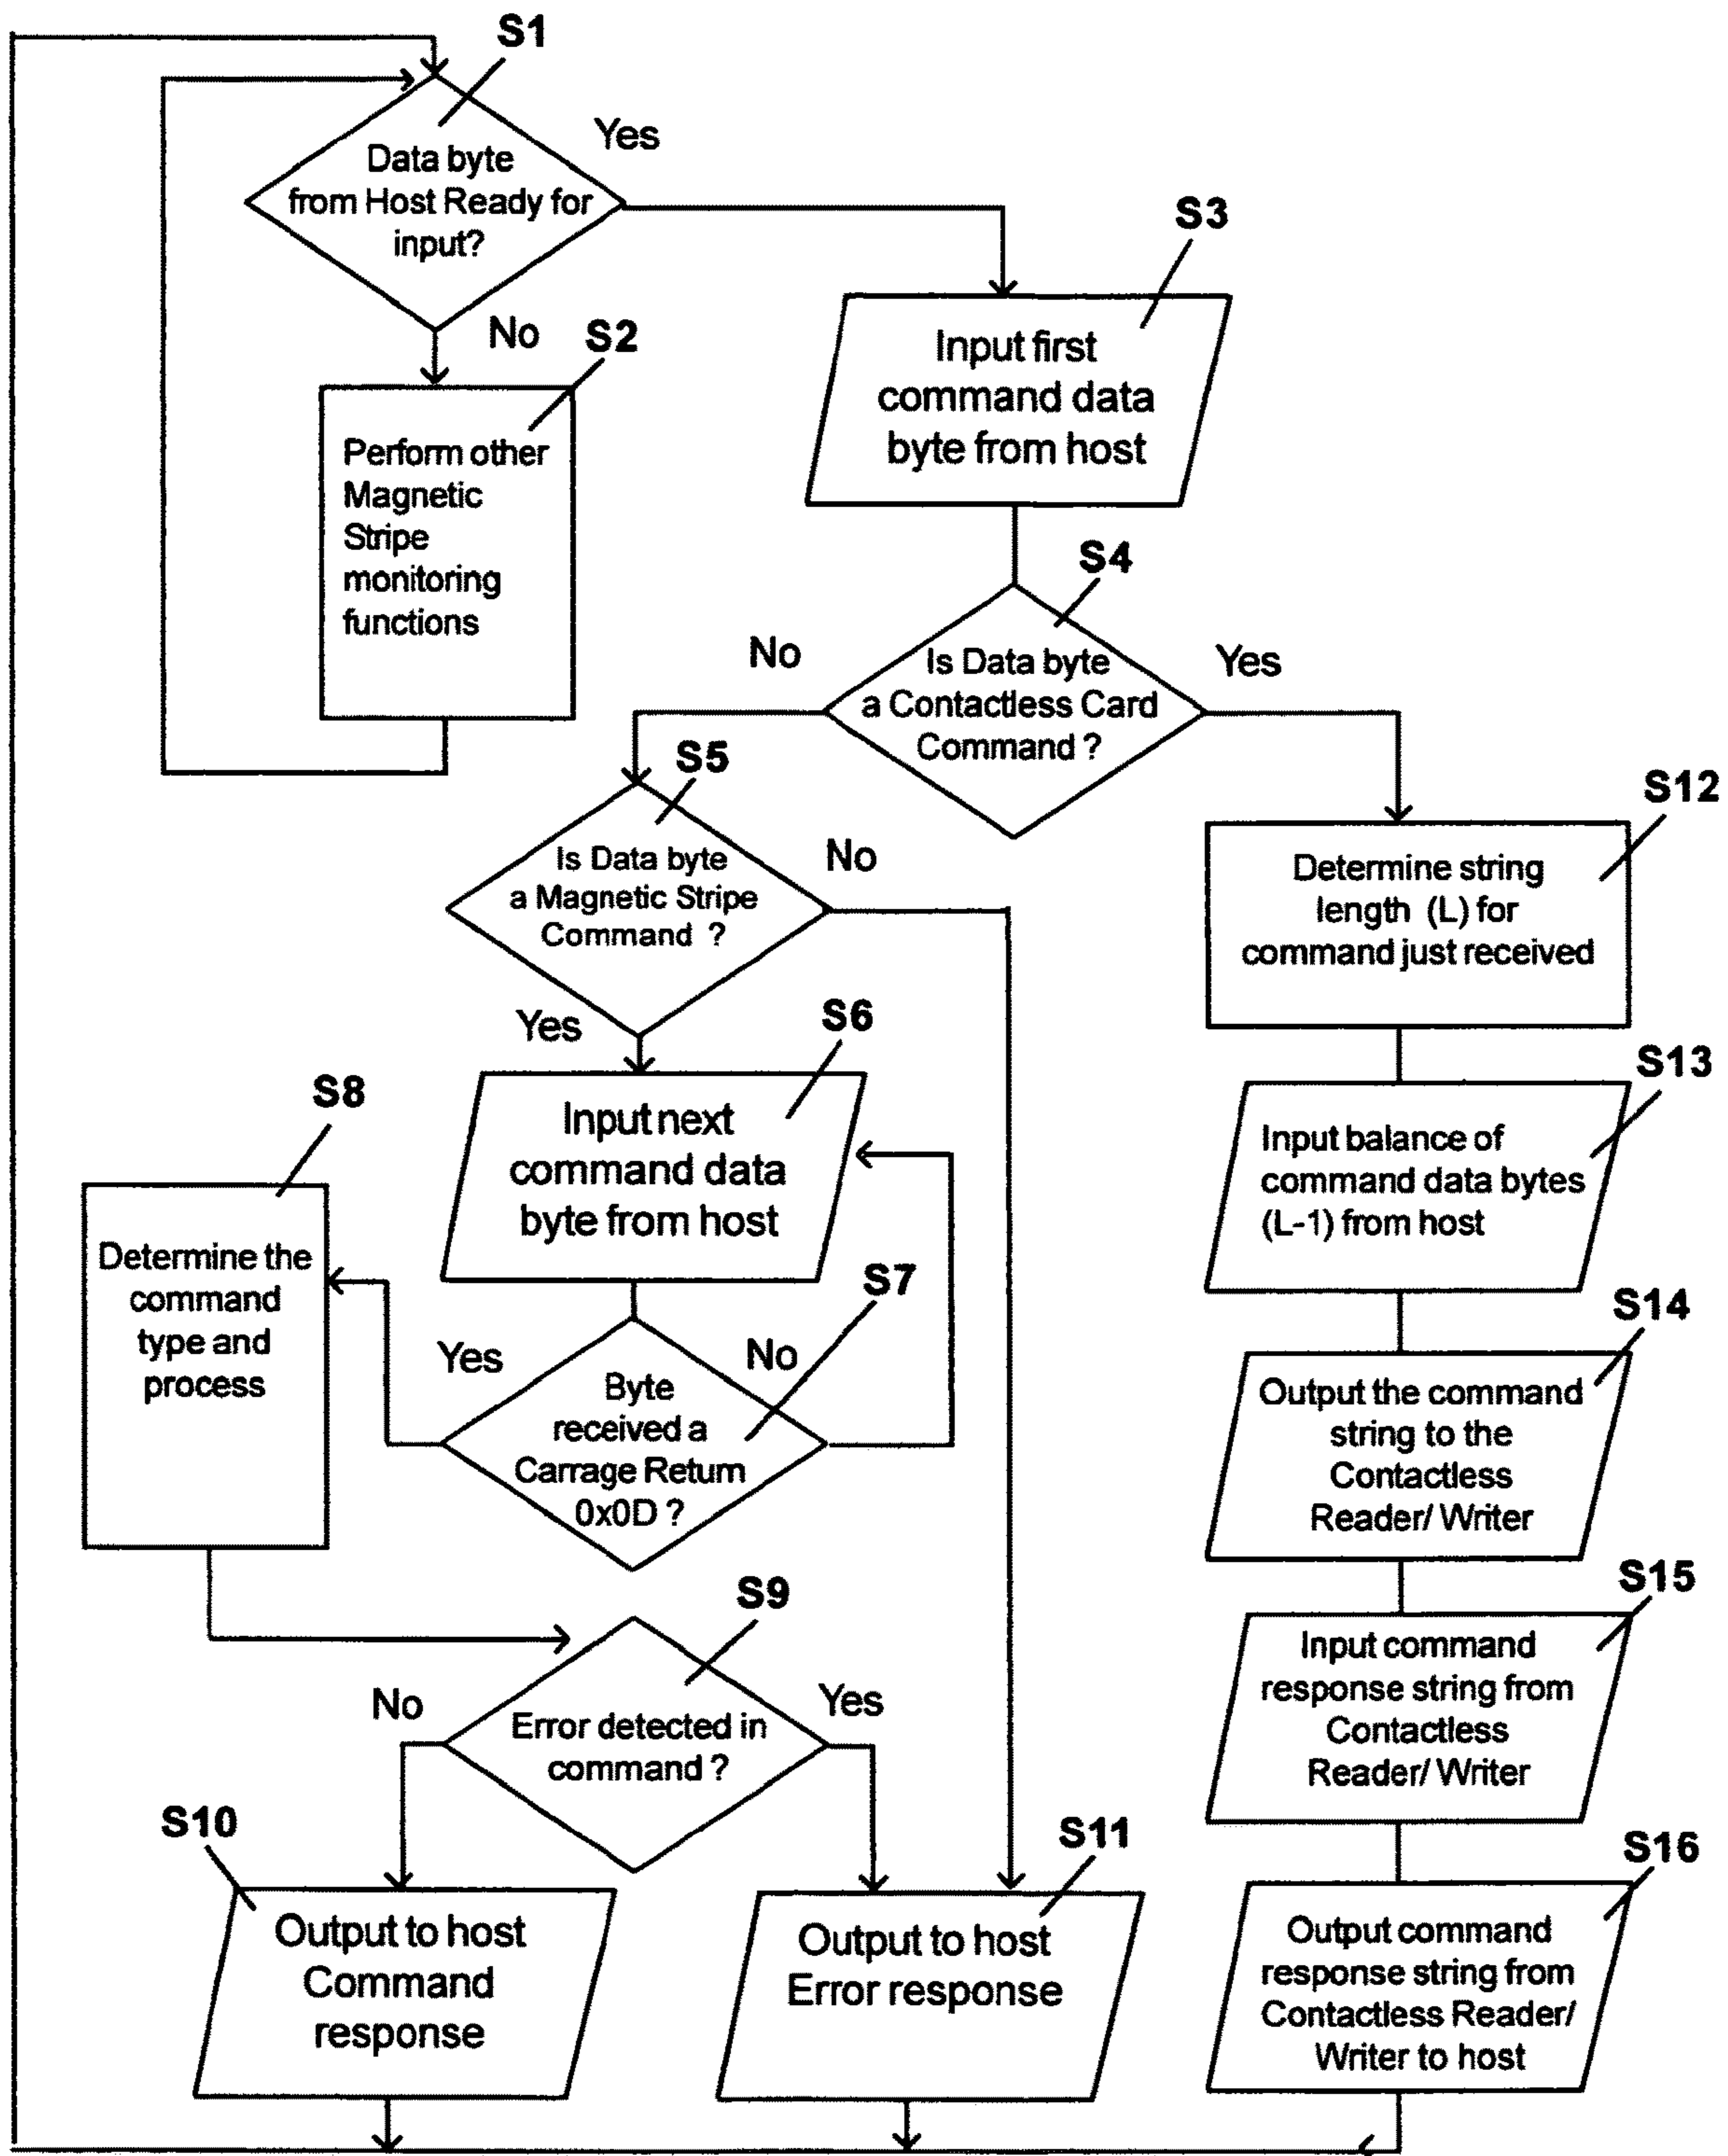 S1
Data byte
from Host Ready for
input?
Yes
No
S2
Perform other
Magnetic
Stripe
monitoring
functions
S3
Input first
command data
byte from host
S4
Is Data byte
a Contactless Card
Command ?
No
Yes
S5
Is Data byte
a Magnetic Stripe
Command ?
No
Yes
S6
Input next
command data
byte from host
S7
Byte
received a
Carrage Return
0x0D ?
Yes
No
S8
Determine the
command
type and
process
S9
Error detected in
command ?
No
Yes
S10
Output to host
Command
response
S11
Output to host
Error response
S12
Determine string
length (L) for
command just received
S13
Input balance of
command data bytes
(L-1) from host
S14
Output the command
string to the
Contactless
Reader/ Writer
S15
Input command
response string from
Contactless
Reader/ Writer
S16
Output command
response string from
Contactless Reader/
Writer to host